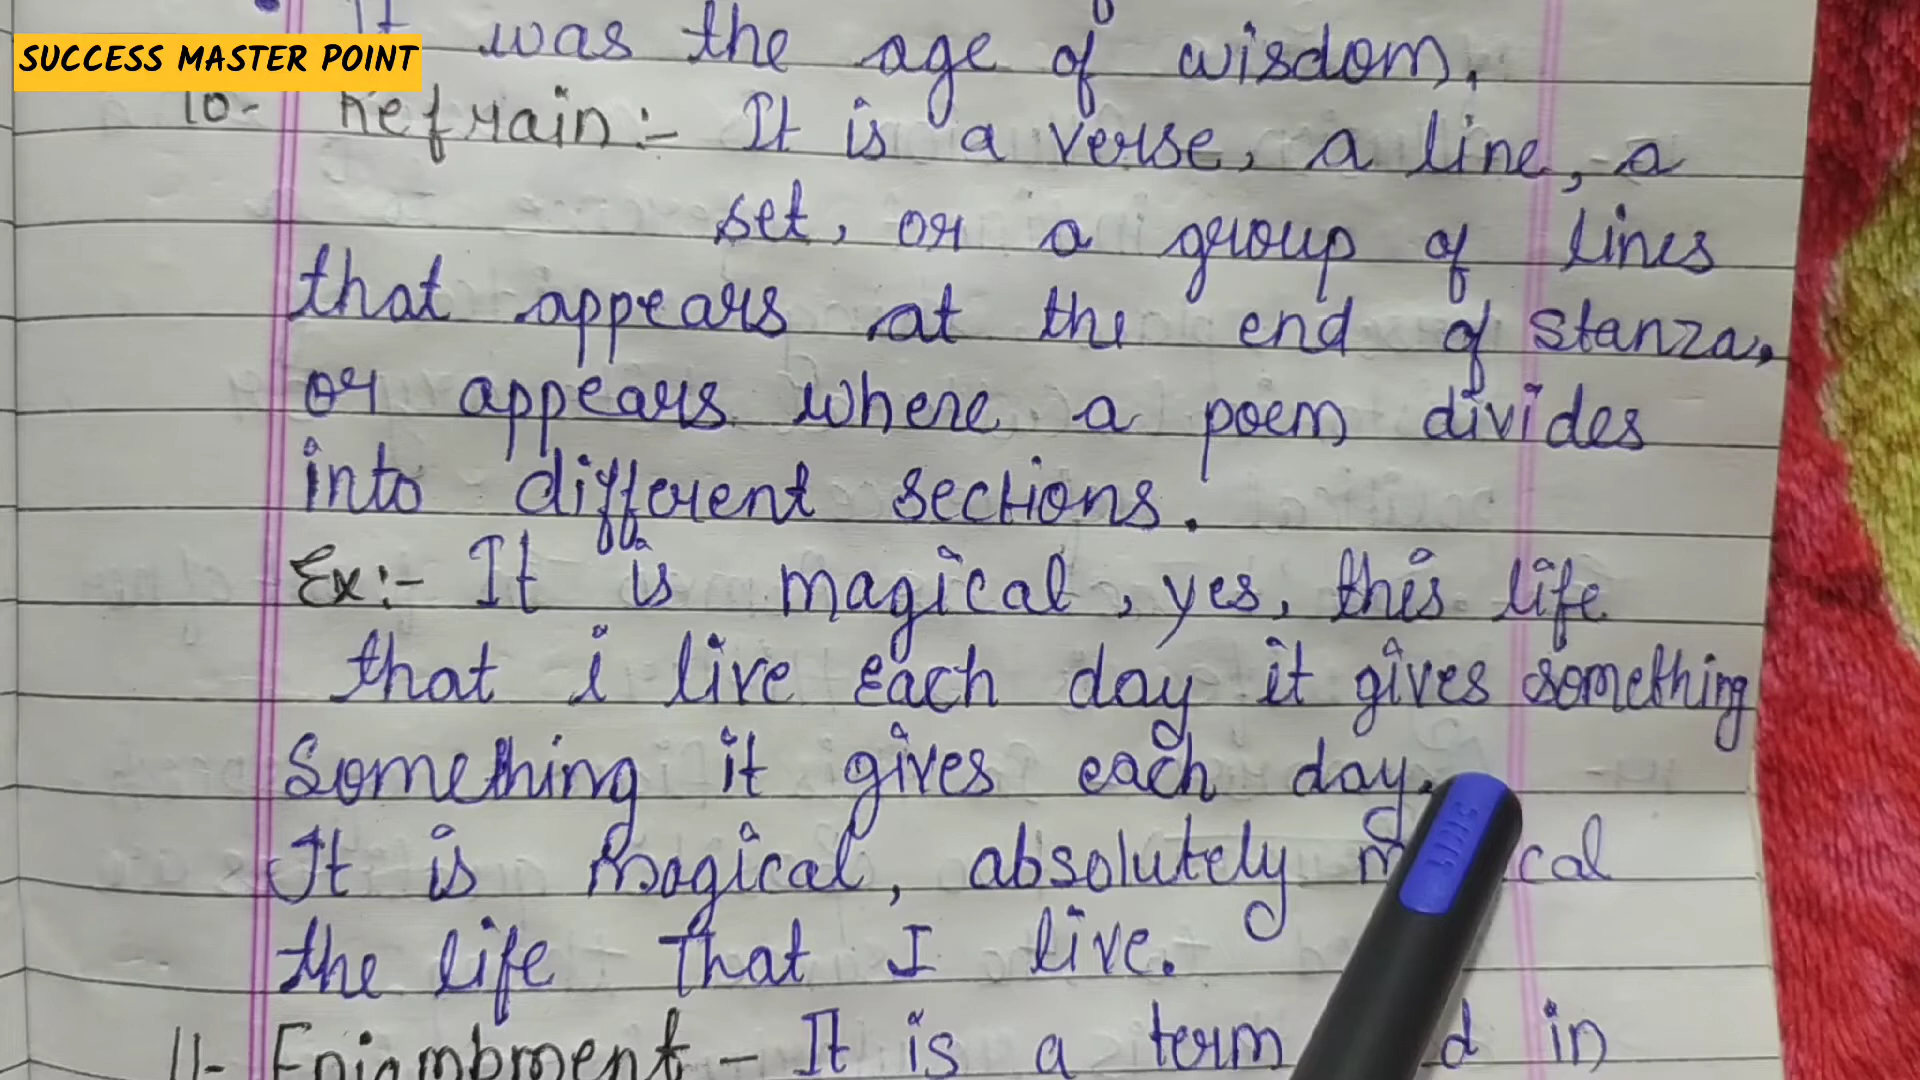 It was the age of wisdom.
SUCCESS MASTER POINT
10- Refrain:- It is a verse, a line, a
set, or a group of lines
that appears at the end of stanza,
or appears where a poem divides
into different sections.
Ex:- It is magical, yes, this life
that i live each day it gives something
Something it gives each day.
It is magical, absolutely
the life that I live.
11- Enjambment - It is a term in